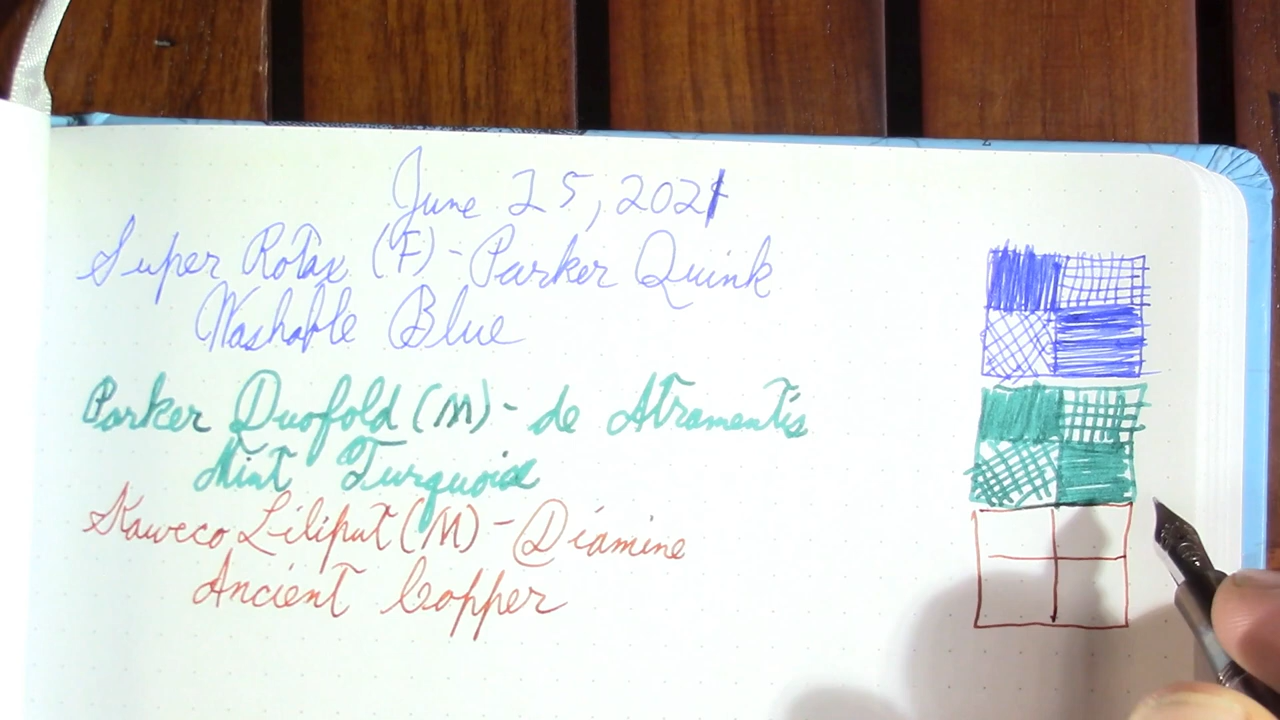 June 25, 2021
Super Rotax (F) - Parker Quink
Washable Blue
Parker Duofold (M) - de Atramentis
Mint Turquoise
Kaweco Liliput (M) - Diamine
Ancient Copper